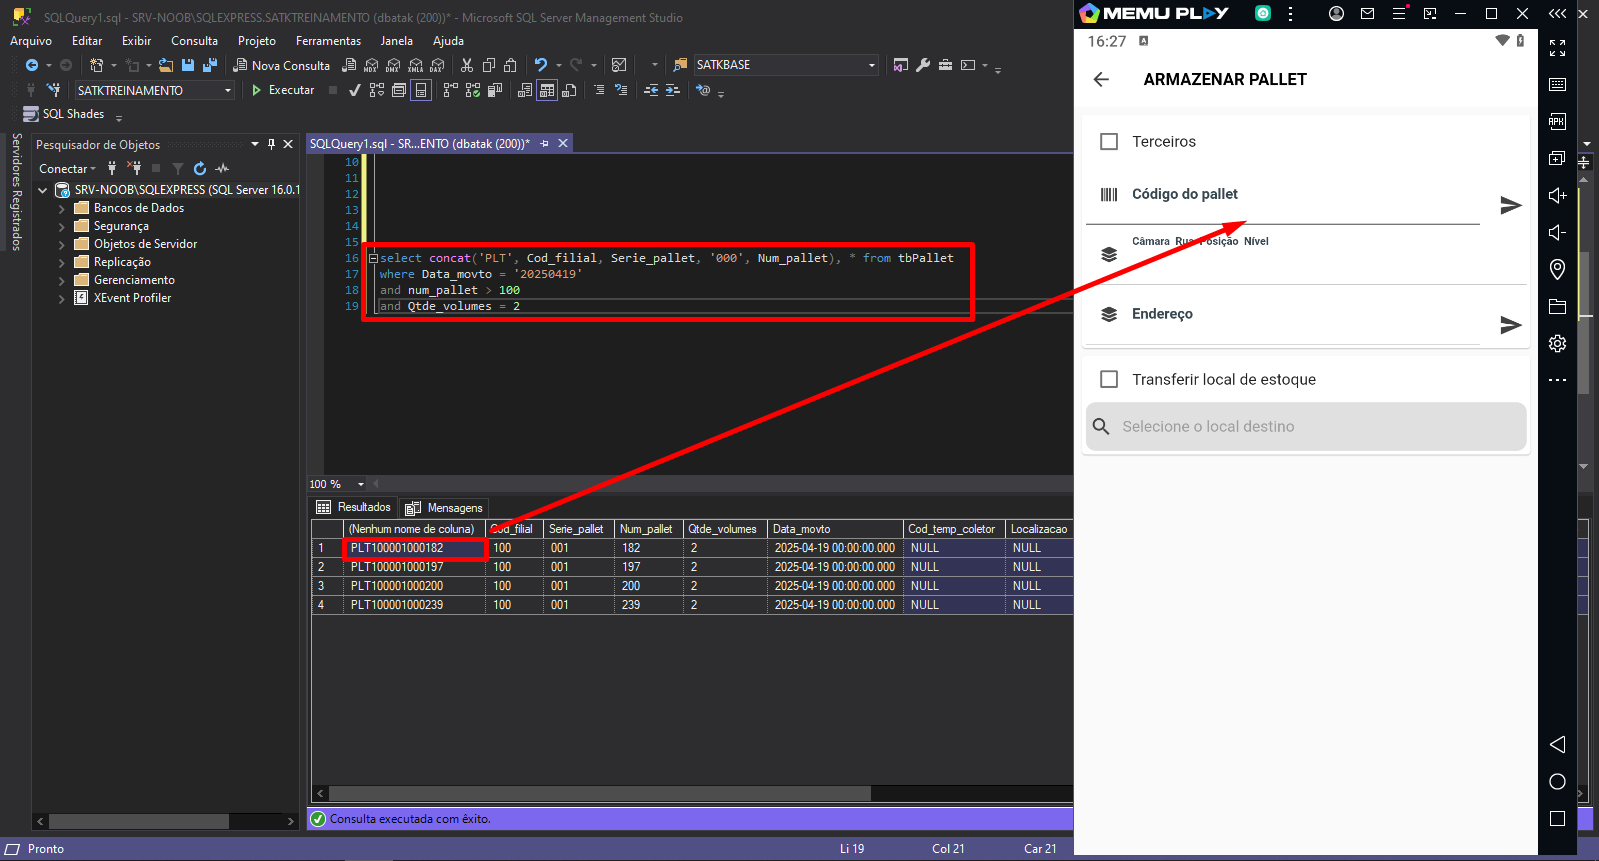 SQLQuery1.sql - SRV-NOOB\SQLEXPRESS.SATKTREINAMENTO (dbatak (200))* - Microsoft SQL Server Management Studio
Arquivo Editar Exibir Consulta Projeto Ferramentas Janela Ajuda
Nova Consulta MDX DMX XMLA DAX SATKBASE
SATKTREINAMENTO Executar
SQL Shades
Servidores Registrados
Pesquisador de Objetos
Conectar
SRV-NOOB\SQLEXPRESS (SQL Server 16.0.1
Bancos de Dados
Segurança
Objetos de Servidor
Replicação
Gerenciamento
XEvent Profiler
SQLQuery1.sql - SR...ENTO (dbatak (200))*
10
11
12
13
14
15
16 select concat('PLT', Cod_filial, Serie_pallet, '000', Num_pallet), * from tbPallet
17 where Data_movto = '20250419'
18 and num_pallet > 100
19 and Qtde_volumes = 2
100 %
Resultados Mensagens
(Nenhum nome de coluna) Cod_filial Serie_pallet Num_pallet Qtde_volumes Data_movto Cod_temp_coletor Localizacao
1 PLT100001000182 100 001 182 2 2025-04-19 00:00:00.000 NULL NULL
2 PLT100001000197 100 001 197 2 2025-04-19 00:00:00.000 NULL NULL
3 PLT100001000200 100 001 200 2 2025-04-19 00:00:00.000 NULL NULL
4 PLT100001000239 100 001 239 2 2025-04-19 00:00:00.000 NULL NULL
Consulta executada com êxito.
Pronto Li 19 Col 21 Car 21
MEMU PLAY
16:27 A
ARMAZENAR PALLET
Terceiros
Código do pallet
Câmara Rua Posição Nível
Endereço
Transferir local de estoque
Selecione o local destino
APK